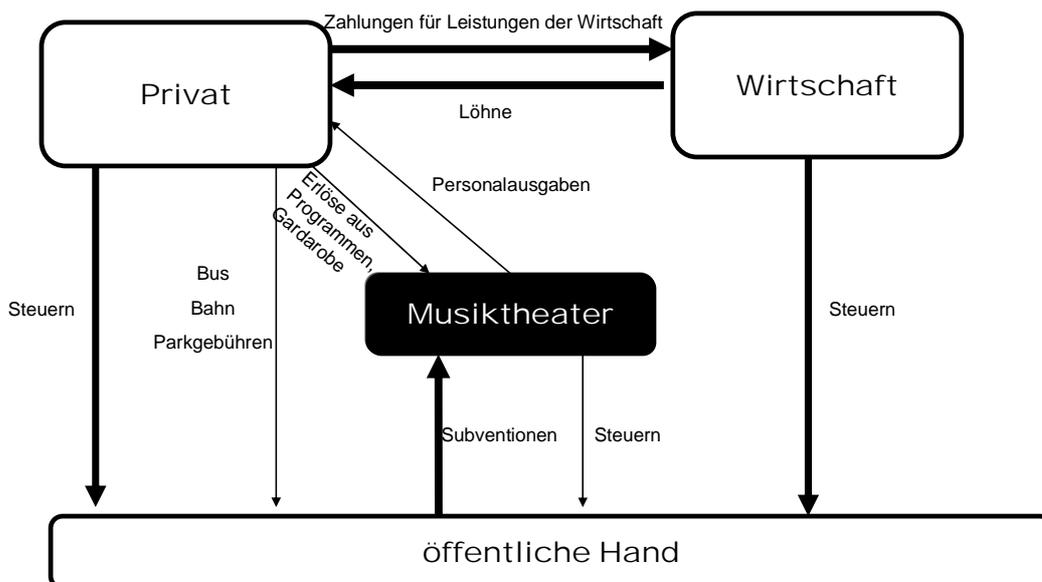 Zahlungen für Leistungen der Wirtschaft
Privat
Wirtschaft
Löhne
Personalausgaben
Erlöse aus
Programmen,
Gardarobe
Bus
Bahn
Parkgebühren
Steuern
Musiktheater
Steuern
Subventionen
Steuern
öffentliche Hand